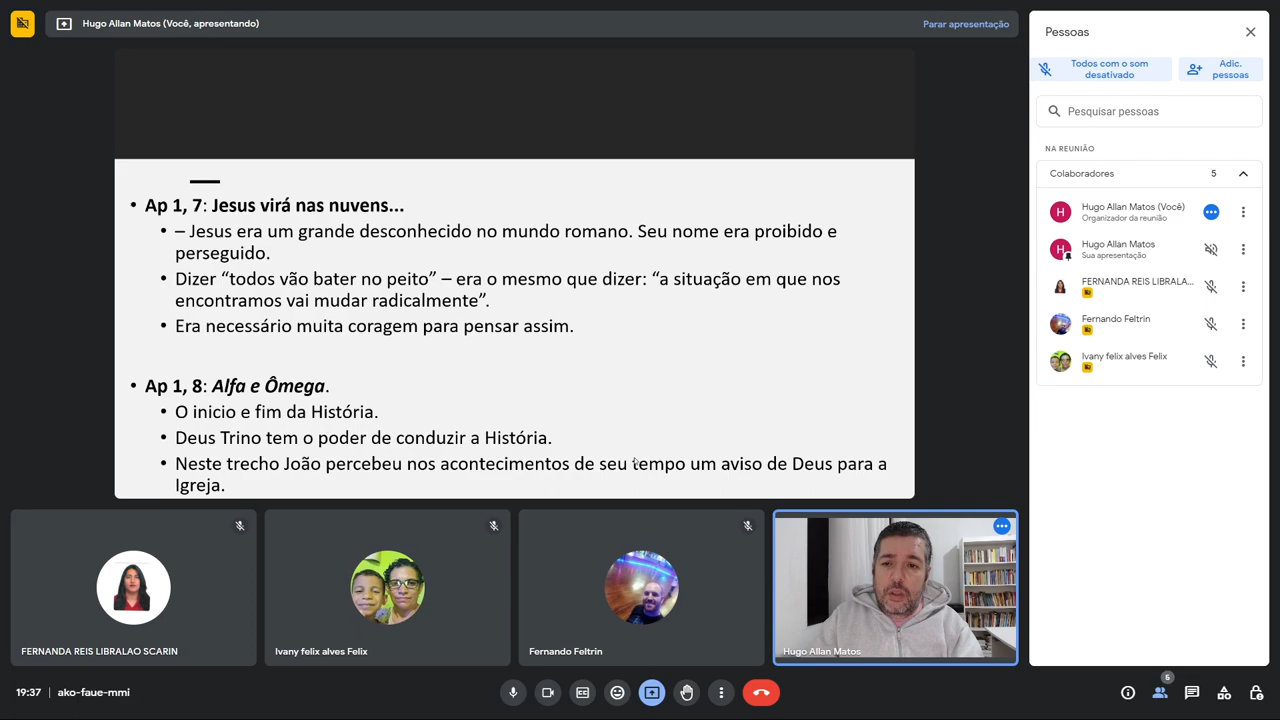 Hugo Allan Matos (Você, apresentando)
Parar apresentação
• Ap 1, 7: Jesus virá nas nuvens...
• – Jesus era um grande desconhecido no mundo romano. Seu nome era proibido e
perseguido.
• Dizer “todos vão bater no peito” – era o mesmo que dizer: “a situação em que nos
encontramos vai mudar radicalmente”.
• Era necessário muita coragem para pensar assim.
• Ap 1, 8: Alfa e Ômega.
• O inicio e fim da História.
• Deus Trino tem o poder de conduzir a História.
• Neste trecho João percebeu nos acontecimentos de seu tempo um aviso de Deus para a
Igreja.
FERNANDA REIS LIBRALAO SCARIN
Ivany felix alves Felix
Fernando Feltrin
Hugo Allan Matos
19:37
ako-faue-mmi
5
Pessoas
Todos com o som
desativado
Adic.
pessoas
Pesquisar pessoas
NA REUNIÃO
Colaboradores
5
H
Hugo Allan Matos (Você)
Organizador da reunião
H
Hugo Allan Matos
Sua apresentação
FERNANDA REIS LIBRALA...
Fernando Feltrin
Ivany felix alves Felix